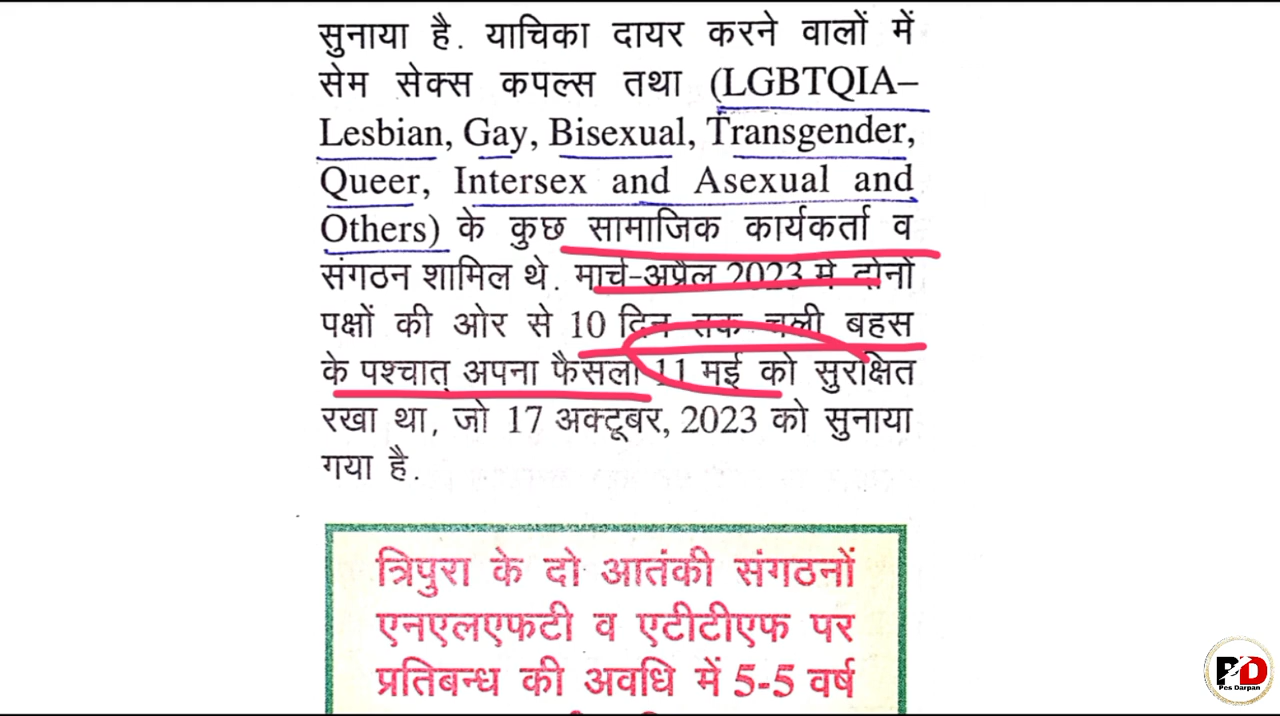 सुनाया है. याचिका दायर करने वालों में
सेम सेक्स कपल्स तथा (LGBTQIA–
Lesbian, Gay, Bisexual, Transgender,
Queer, Intersex and Asexual and
Others) के कुछ सामाजिक कार्यकर्ता व
संगठन शामिल थे. मार्च-अप्रैल 2023 में दोनों
पक्षों की ओर से 10 दिन तक चली बहस
के पश्चात् अपना फैसला 11 मई को सुरक्षित
रखा था, जो 17 अक्टूबर, 2023 को सुनाया
गया है.
त्रिपुरा के दो आतंकी संगठनों
एनएलएफटी व एटीटीएफ पर
प्रतिबन्ध की अवधि में 5-5 वर्ष
PD
Pes Darpan